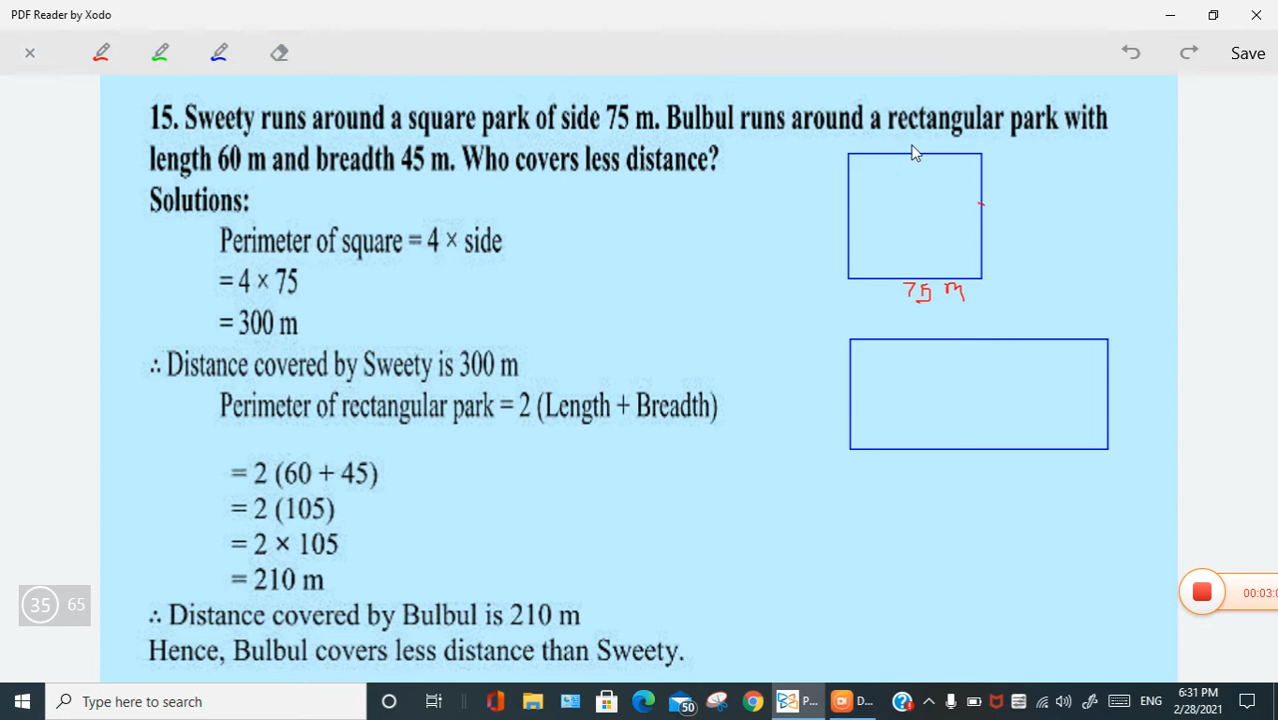 PDF Reader by Xodo
Save
15. Sweety runs around a square park of side 75 m. Bulbul runs around a rectangular park with
length 60 m and breadth 45 m. Who covers less distance?
Solutions:
Perimeter of square = 4 × side
= 4 × 75
= 300 m
75 m
∴ Distance covered by Sweety is 300 m
Perimeter of rectangular park = 2 (Length + Breadth)
= 2 (60 + 45)
= 2 (105)
= 2 × 105
= 210 m
35 65
00:03:0
∴ Distance covered by Bulbul is 210 m
Hence, Bulbul covers less distance than Sweety.
Type here to search
50
P...
D...
ENG
6:31 PM
2/28/2021